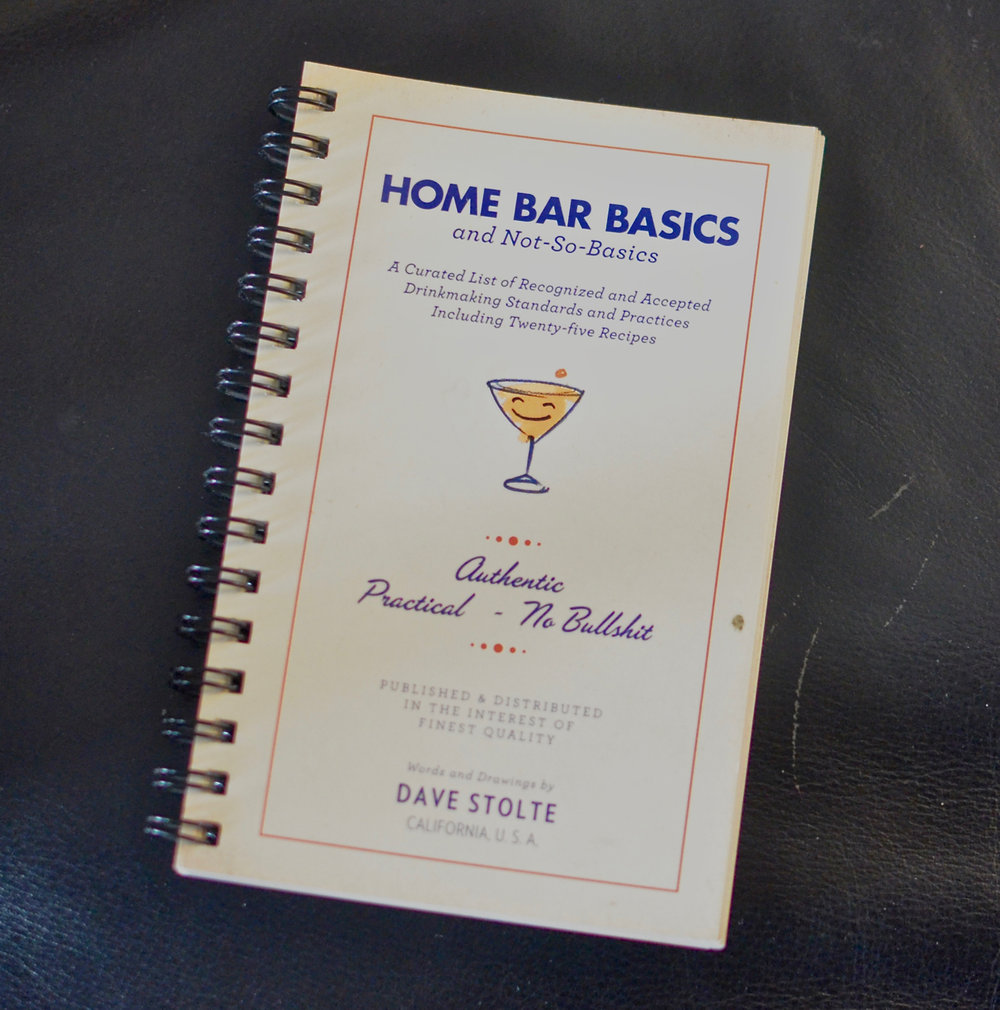 HOME BAR BASICS
and Not-So-Basics
A Curated List of Recognized and Accepted
Drinkmaking Standards and Practices
Including Twenty-five Recipes
Authentic
Practical - No Bullshit
PUBLISHED & DISTRIBUTED
IN THE INTEREST OF
FINEST QUALITY
Words and Drawings by
DAVE STOLTE
CALIFORNIA, U. S. A.